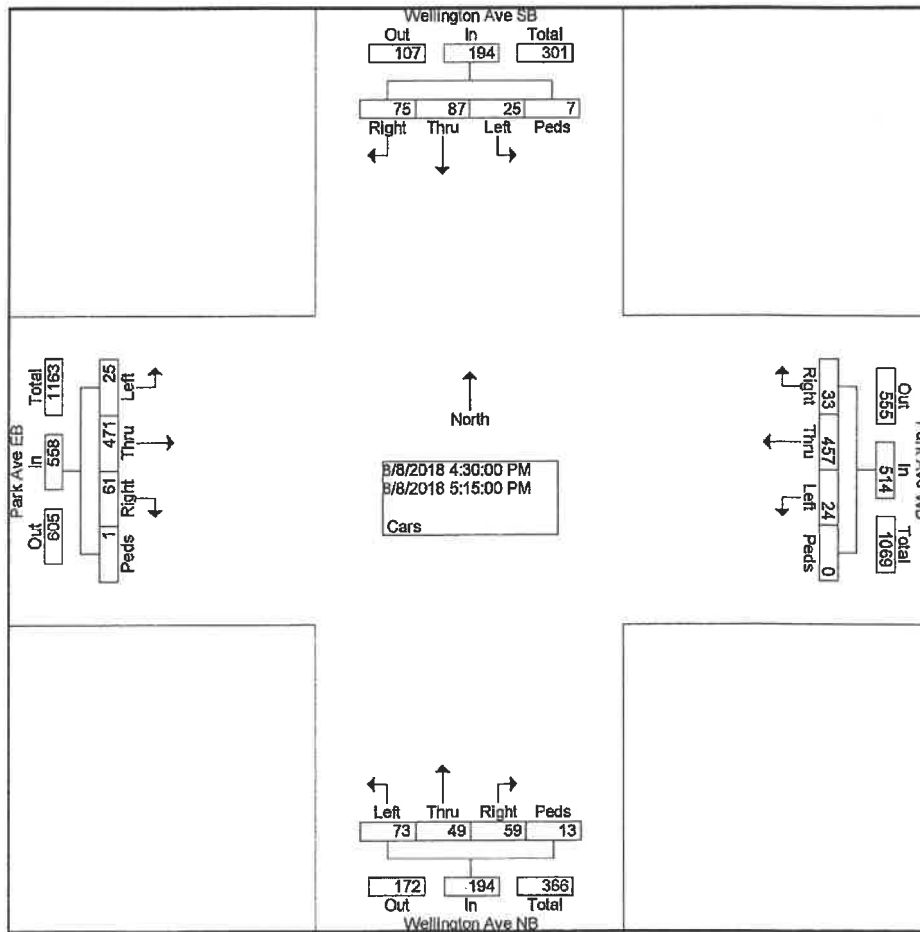 Wellington Ave SB
Out In Total
107 194 301
75 87 25 7
Right Thru Left Peds
Park Ave EB
Total In Out
1163 558 605
25 471 61 1
Left Thru Right Peds
North
8/8/2018 4:30:00 PM
8/8/2018 5:15:00 PM
Cars
Right Thru Left Peds
33 457 24 0
Out In Total
555 514 1069
Left Thru Right Peds
73 49 59 13
172 194 366
Out In Total
Wellington Ave NB